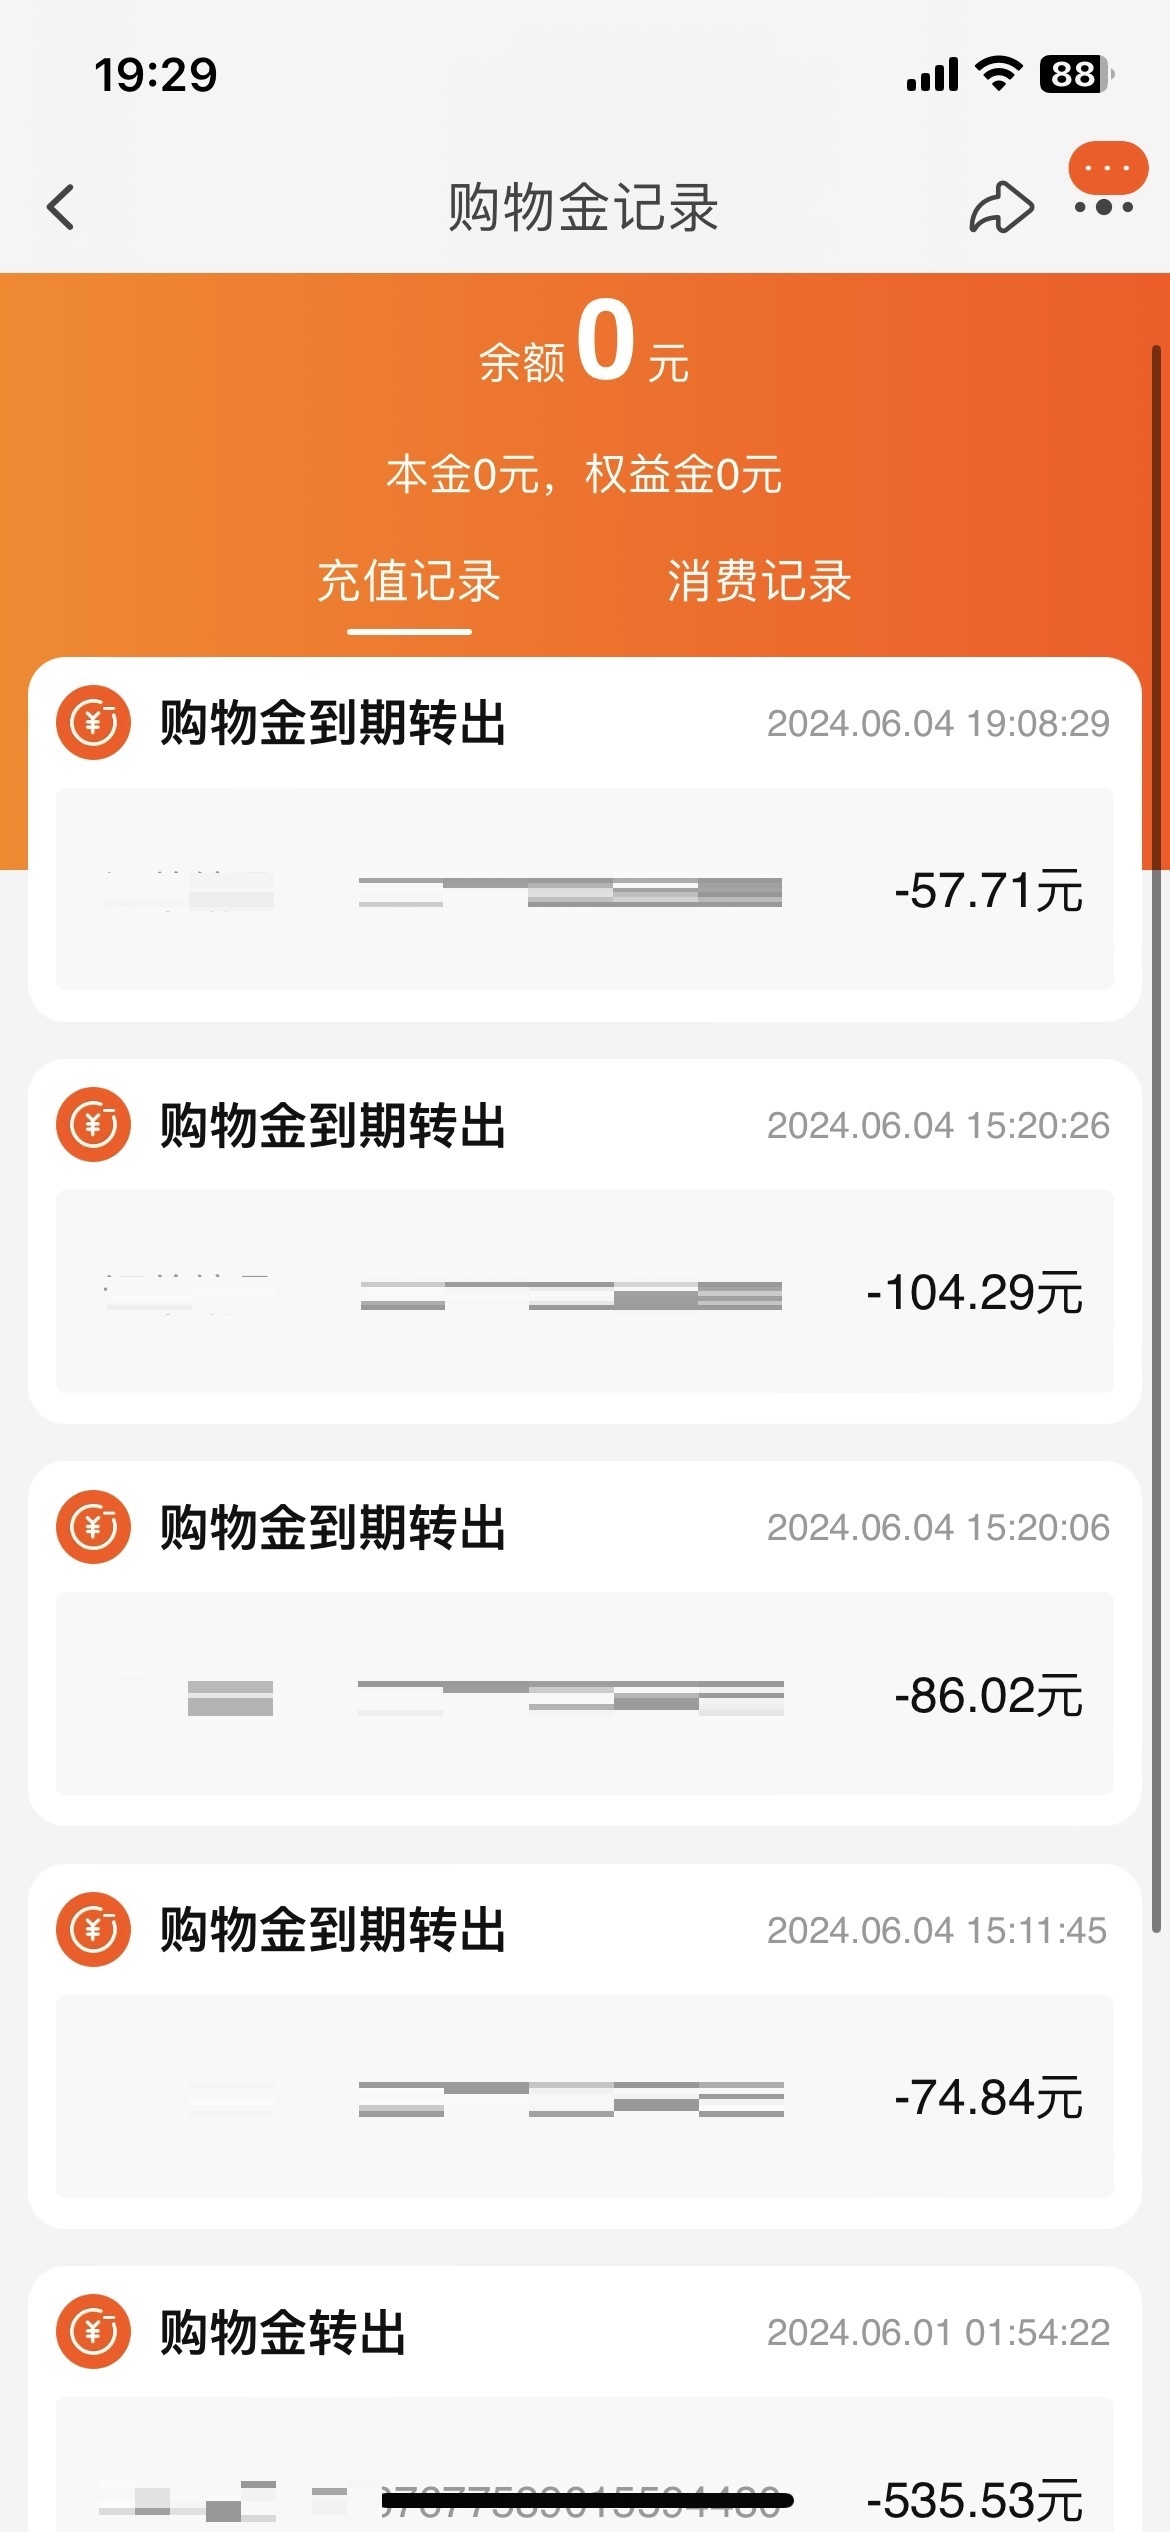 19:29
88
购物金记录
余额0元
本金0元，权益金0元
充值记录 消费记录
购物金到期转出 2024.06.04 19:08:29
-57.71元
购物金到期转出 2024.06.04 15:20:26
-104.29元
购物金到期转出 2024.06.04 15:20:06
-86.02元
购物金到期转出 2024.06.04 15:11:45
-74.84元
购物金转出 2024.06.01 01:54:22
-535.53元